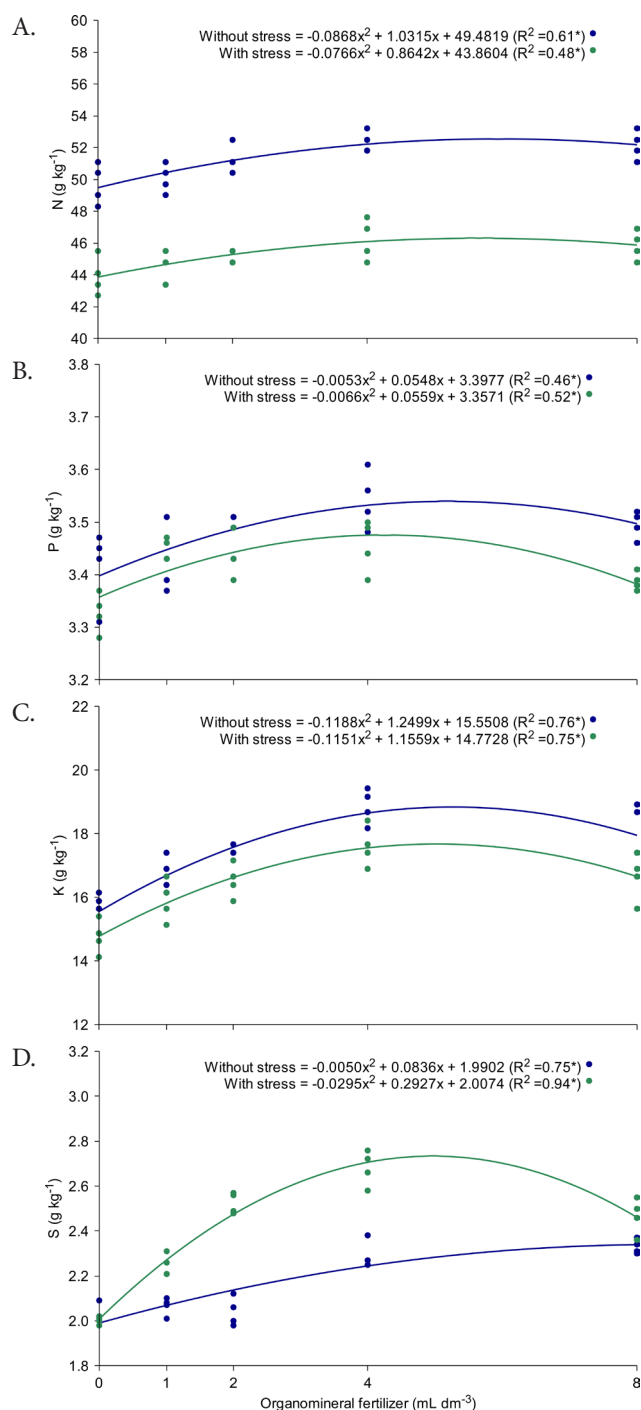 A.
60
58
56
54
52
50
48
46
44
42
40
N (g kg⁻¹)
Without stress = -0.0868x² + 1.0315x + 49.4819 (R² =0.61*)
With stress = -0.0766x² + 0.8642x + 43.8604 (R² =0.48*)
B.
3.8
3.7
3.6
3.5
3.4
3.3
3.2
P (g kg⁻¹)
Without stress = -0.0053x² + 0.0548x + 3.3977 (R² =0.46*)
With stress = -0.0066x² + 0.0559x + 3.3571 (R² =0.52*)
C.
22
20
18
16
14
12
K (g kg⁻¹)
Without stress = -0.1188x² + 1.2499x + 15.5508 (R² =0.76*)
With stress = -0.1151x² + 1.1559x + 14.7728 (R² =0.75*)
D.
3.2
3.0
2.8
2.6
2.4
2.2
2.0
1.8
S (g kg⁻¹)
Without stress = -0.0050x² + 0.0836x + 1.9902 (R² =0.75*)
With stress = -0.0295x² + 0.2927x + 2.0074 (R² =0.94*)
0 1 2 4 8
Organomineral fertilizer (mL dm⁻³)